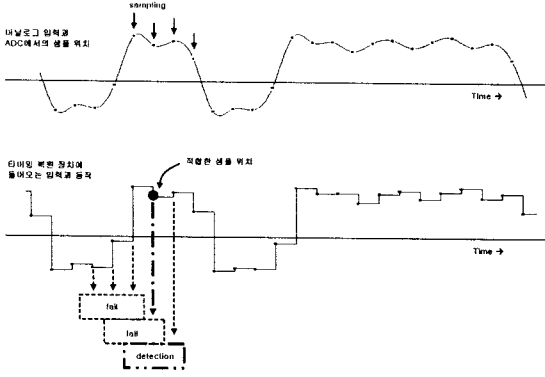 sampling
아날로그 입력과
ADC에서의 샘플 위치
Time →
타이밍 복원 장치에
들어오는 입력과 동작
적합한 샘플 위치
Time →
fail
fail
detection